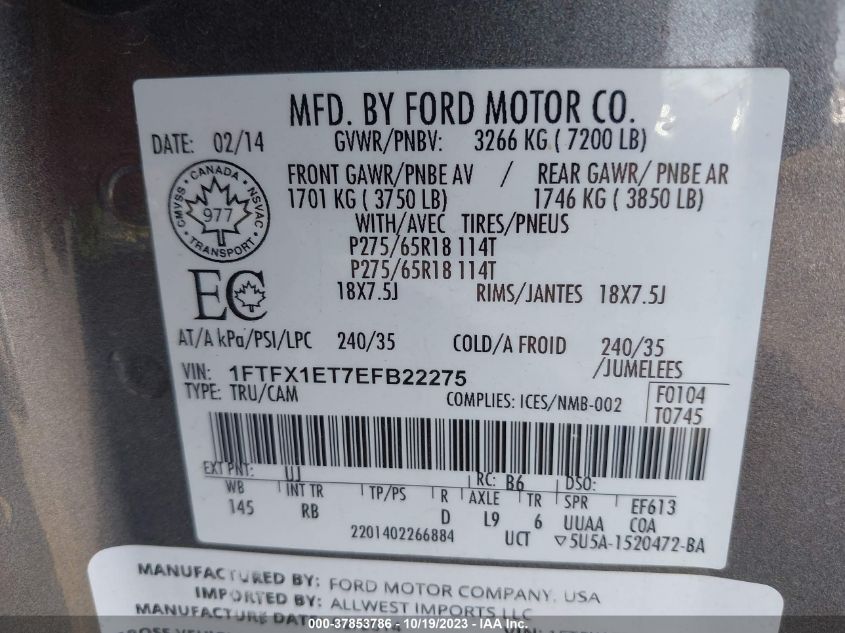 MFD. BY FORD MOTOR CO.
DATE: 02/14
GVWR/PNBV: 3266 KG ( 7200 LB)
FRONT GAWR/PNBE AV / REAR GAWR/ PNBE AR
1701 KG ( 3750 LB) 1746 KG ( 3850 LB)
CMVSS · CANADA · NSVAC
977
TRANSPORT
WITH/AVEC TIRES/PNEUS
P275/65R18 114T
P275/65R18 114T
EC
18X7.5J RIMS/JANTES 18X7.5J
AT/A kPa/PSI/LPC 240/35 COLD/A FROID 240/35
/JUMELEES
VIN: 1FTFX1ET7EFB22275
TYPE: TRU/CAM COMPLIES: ICES/NMB-002
F0104
T0745
EXT PNT: UJ RC: B6 DSO:
WB INT TR TP/PS R AXLE TR SPR EF613
145 RB D L9 6 UUAA COA
2201402266884 UCT ▽5U5A-1520472-BA
MANUFACTURED BY: FORD MOTOR COMPANY, USA
IMPORTED BY: ALLWEST IMPORTS LLC
MANUFACTURE
000-37853786 - 10/19/2023 - IAA Inc.